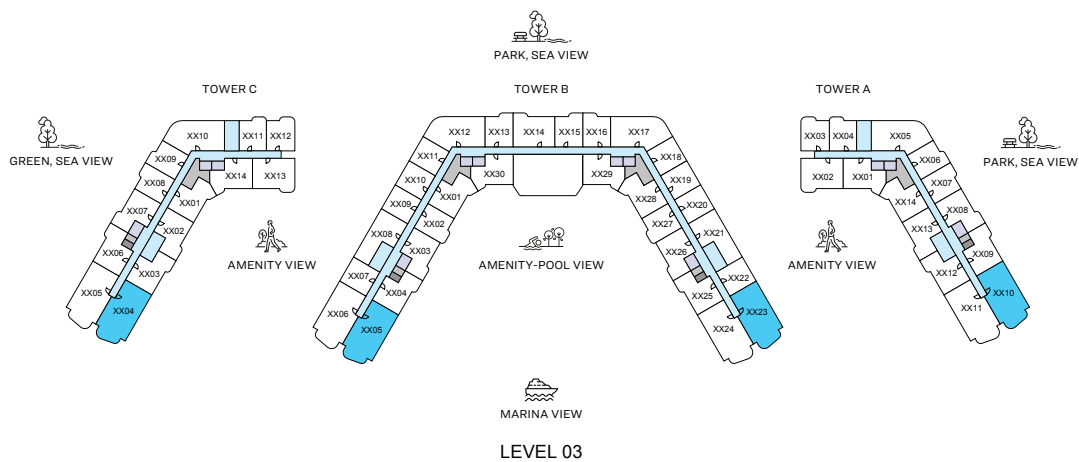 PARK, SEA VIEW
TOWER C
TOWER B
TOWER A
GREEN, SEA VIEW
PARK, SEA VIEW
XX10
XX11
XX12
XX09
XX14
XX13
XX08
XX01
XX07
XX02
XX06
XX03
XX05
XX04
AMENITY VIEW
XX12
XX13
XX14
XX15
XX16
XX17
XX11
XX30
XX29
XX18
XX10
XX01
XX28
XX19
XX09
XX02
XX27
XX20
XX08
XX03
XX26
XX21
XX07
XX04
XX25
XX22
XX06
XX05
XX24
XX23
AMENITY-POOL VIEW
AMENITY VIEW
XX03
XX04
XX05
XX02
XX01
XX06
XX14
XX07
XX13
XX08
XX12
XX09
XX11
XX10
MARINA VIEW
LEVEL 03